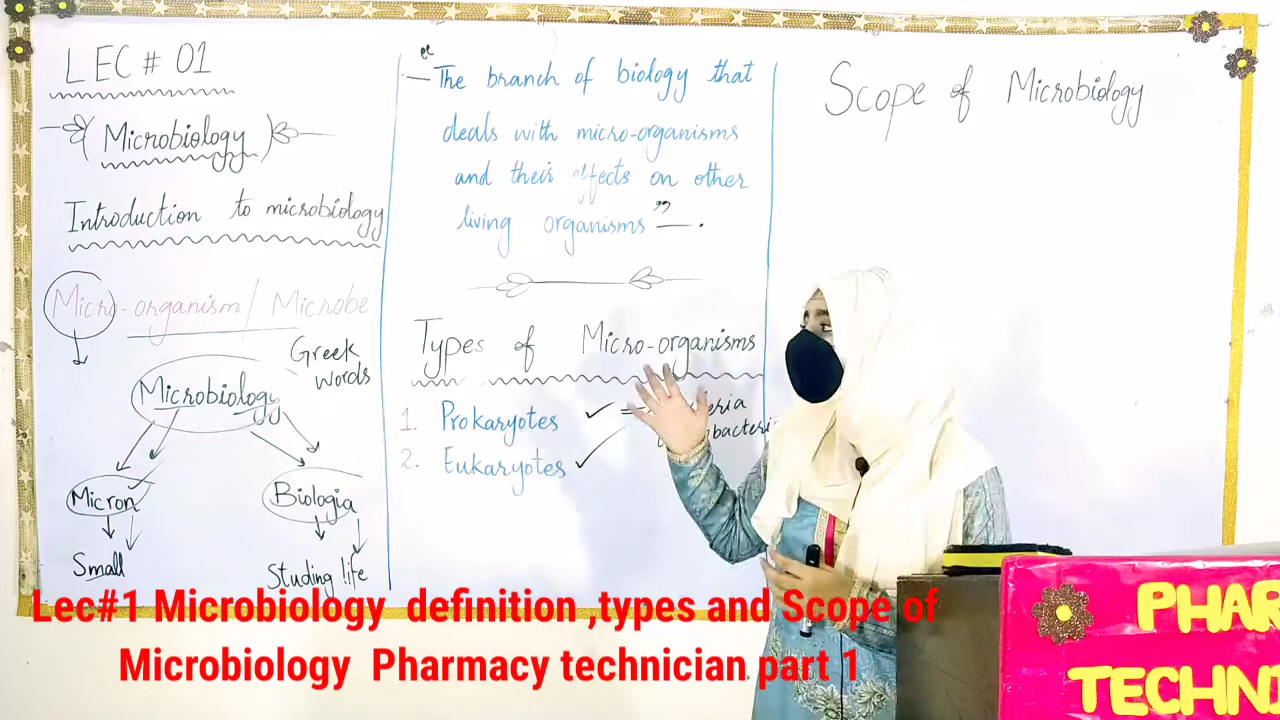 LEC # 01
Microbiology
Introduction to microbiology
Micro-organism / Microbe
Greek
words
Microbiology
Micron
Biologia
Small
Studing life
“
— The branch of biology that
deals with micro-organisms
and their effects on other
living organisms ” — .
Types of Micro-organisms
1. Prokaryotes ✓
2. Eukaryotes ✓
Scope of Microbiology
Lec#1 Microbiology definition ,types and Scope of
Microbiology Pharmacy technician part 1